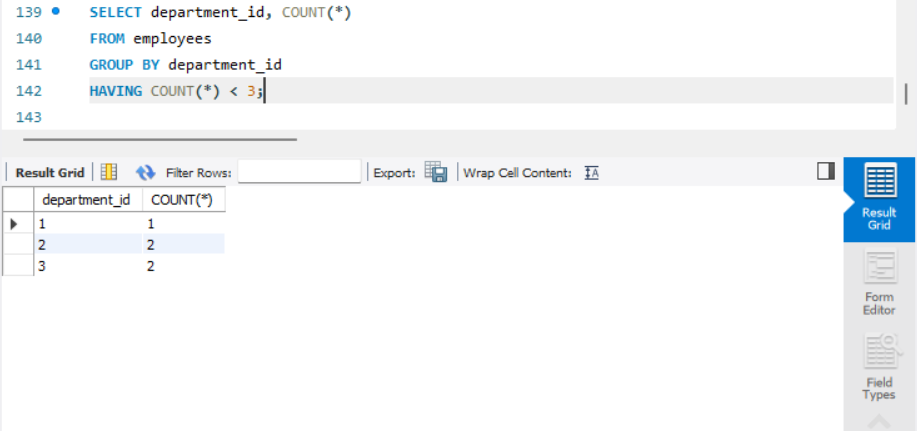 139 SELECT department_id, COUNT(*)
140 FROM employees
141 GROUP BY department_id
142 HAVING COUNT(*) < 3;
143
Result Grid Filter Rows: Export: Wrap Cell Content: IA
department_id COUNT(*)
1 1
2 2
3 2
Result
Grid
Form
Editor
Field
Types